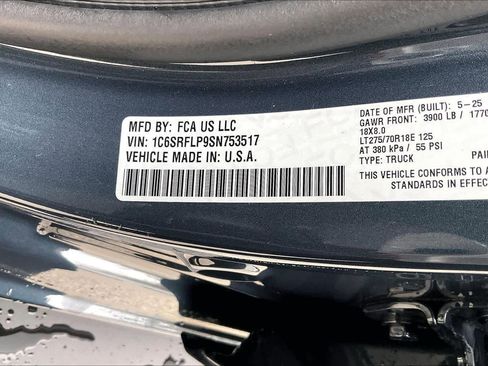 MFD BY: FCA US LLC
VIN: 1C6SRFLP9SN753517
VEHICLE MADE IN: U.S.A.
DATE OF MFR (BUILT): 5-25
GAWR FRONT: 3900 LB / 1770
18X8.0
LT275/70R18E 125
AT 380 kPa / 55 PSI
TYPE: TRUCK
PAI
THIS VEHICLE CONFORMS TO A
STANDARDS IN EFFECT